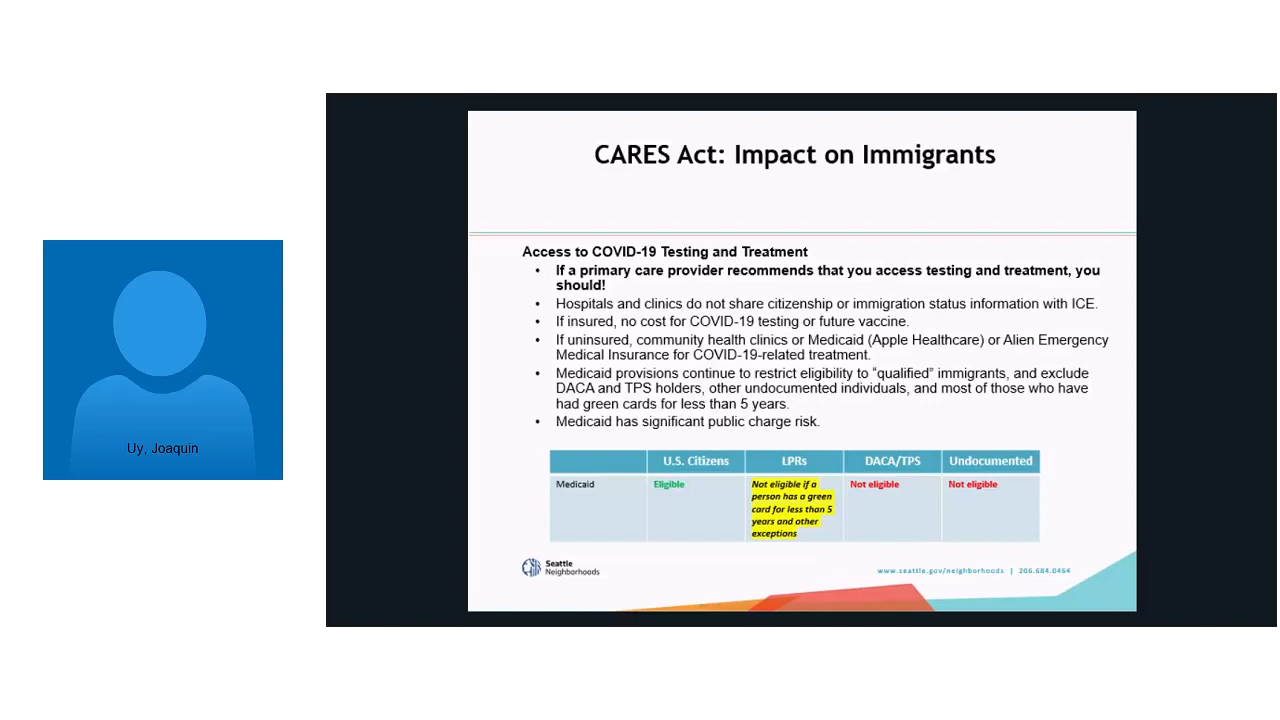 CARES Act: Impact on Immigrants
Access to COVID-19 Testing and Treatment
• If a primary care provider recommends that you access testing and treatment, you
should!
• Hospitals and clinics do not share citizenship or immigration status information with ICE.
• If insured, no cost for COVID-19 testing or future vaccine.
• If uninsured, community health clinics or Medicaid (Apple Healthcare) or Alien Emergency
Medical Insurance for COVID-19-related treatment.
• Medicaid provisions continue to restrict eligibility to “qualified” immigrants, and exclude
DACA and TPS holders, other undocumented individuals, and most of those who have
had green cards for less than 5 years.
• Medicaid has significant public charge risk.
U.S. Citizens LPRs DACA/TPS Undocumented
Medicaid Eligible Not eligible if a Not eligible Not eligible
person has a green
card for less than 5
years and other
exceptions
Seattle
Neighborhoods
www.seattle.gov/neighborhoods | 206.684.0464
Uy, Joaquin